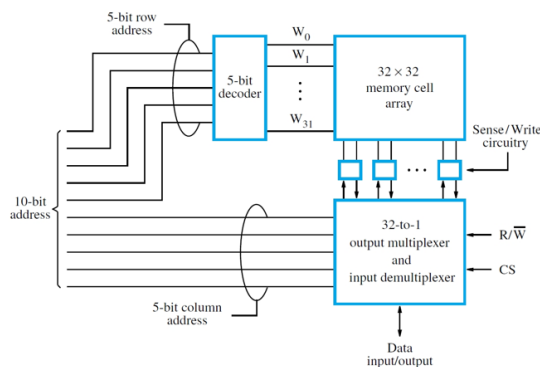 5-bit row
address
5-bit
decoder
W0
W1
W31
32 × 32
memory cell
array
Sense/Write
circuitry
10-bit
address
32-to-1
output multiplexer
and
input demultiplexer
R/W̅
CS
5-bit column
address
Data
input/output